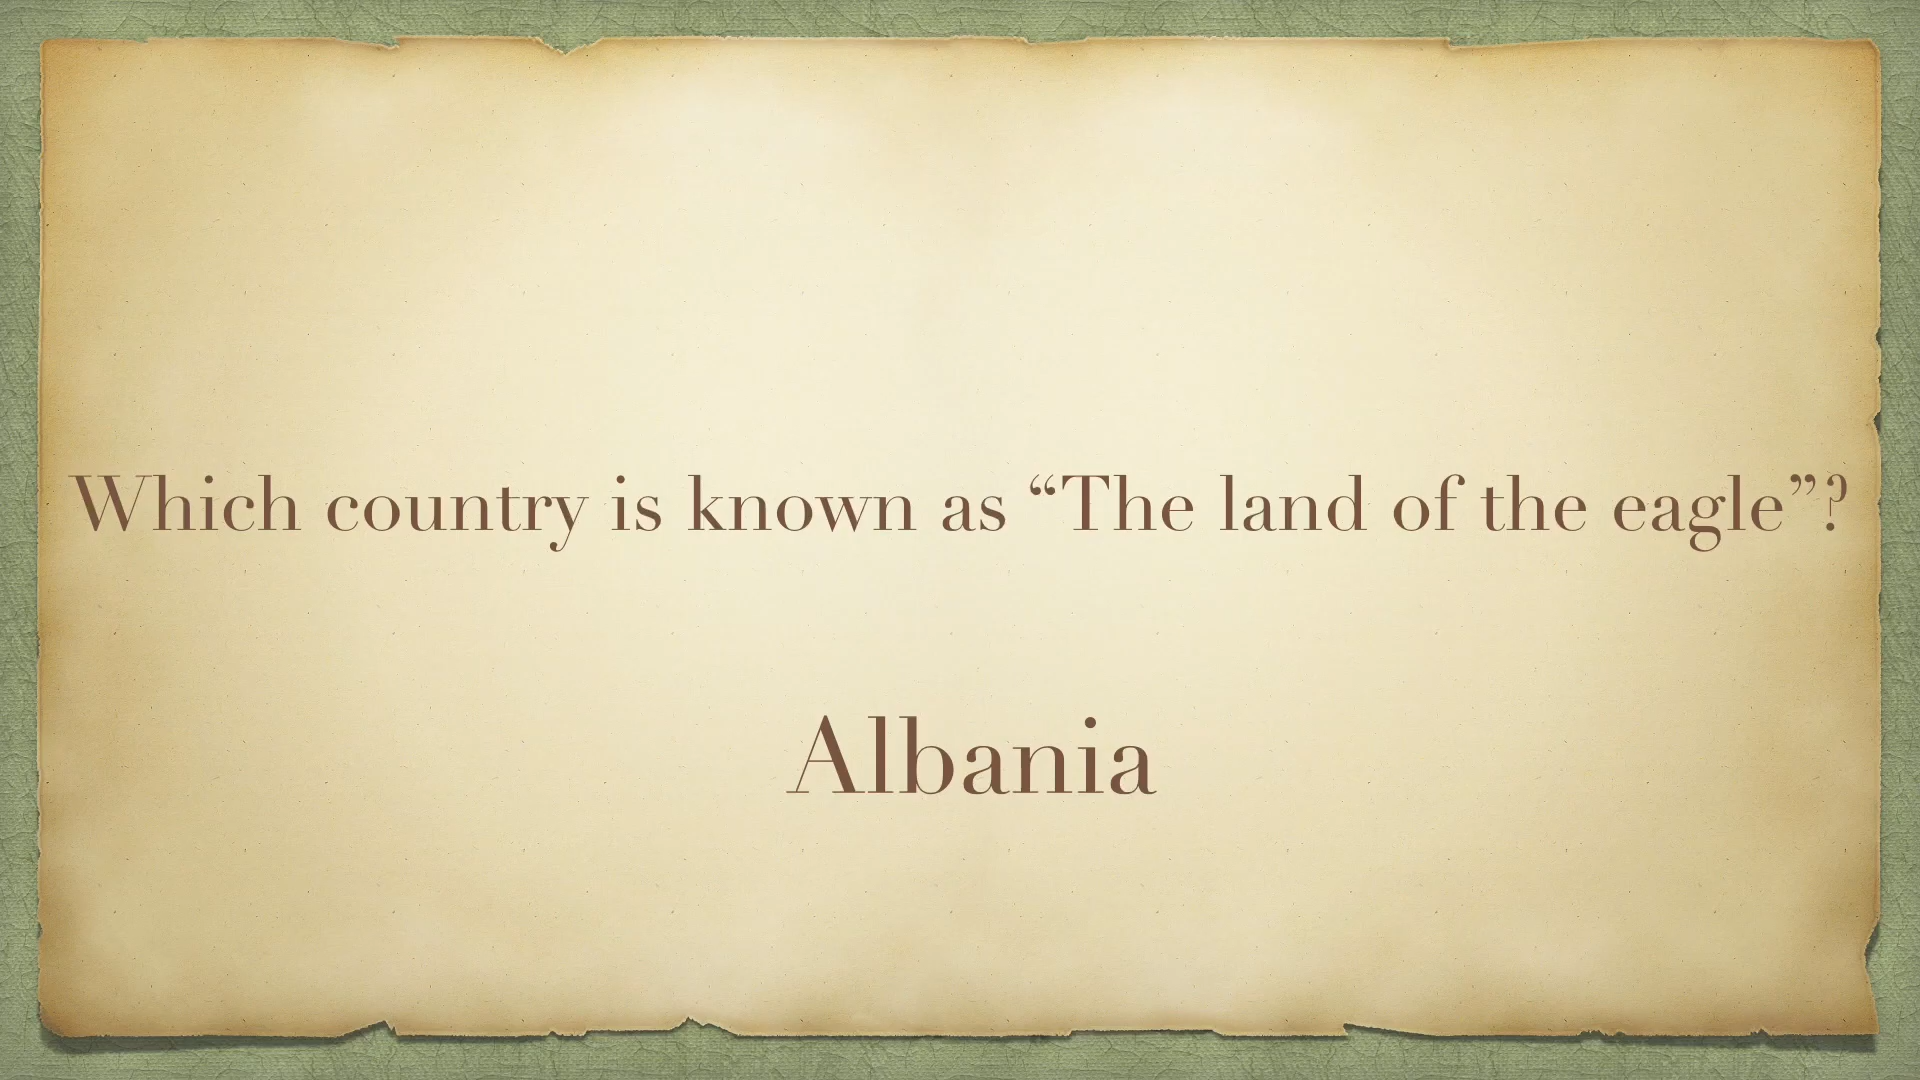 Which country is known as “The land of the eagle”?
Albania